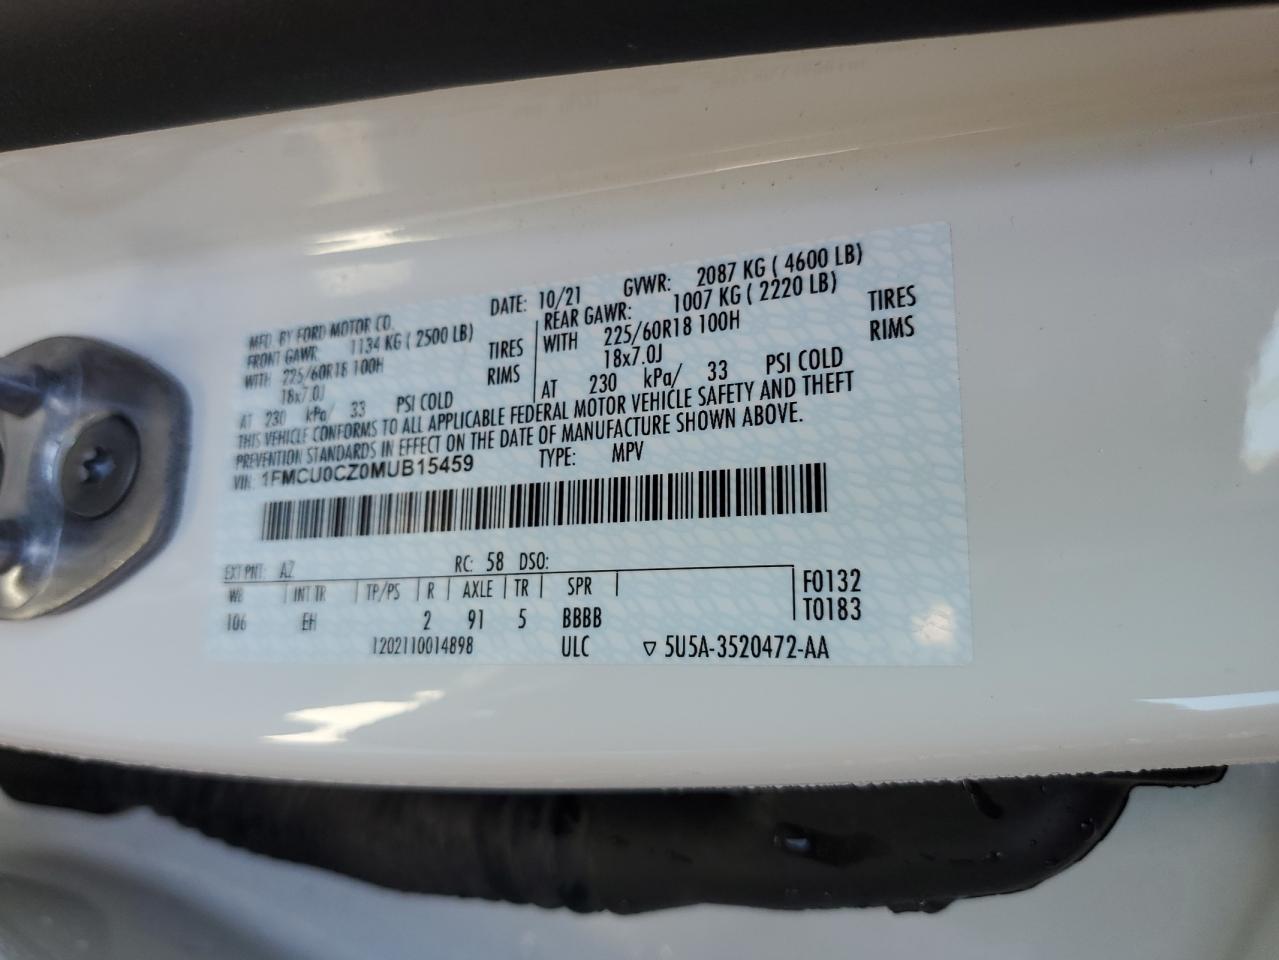 MFD. BY FORD MOTOR CO.
DATE: 10/21 GVWR: 2087 KG ( 4600 LB)
FRONT GAWR: 1134 KG ( 2500 LB)
WITH 225/60R18 100H TIRES
18x7.0J RIMS
AT 230 kPa/ 33 PSI COLD
REAR GAWR: 1007 KG ( 2220 LB)
WITH 225/60R18 100H TIRES
18x7.0J RIMS
AT 230 kPa/ 33 PSI COLD
THIS VEHICLE CONFORMS TO ALL APPLICABLE FEDERAL MOTOR VEHICLE SAFETY AND THEFT
PREVENTION STANDARDS IN EFFECT ON THE DATE OF MANUFACTURE SHOWN ABOVE.
VIN: 1FMCU0CZ0MUB15459 TYPE: MPV
EXT PNT: AZ RC: 58 DSO:
WB INT TR TP/PS R AXLE TR SPR F0132
106 EH 2 91 5 BBBB T0183
1202110014898 ULC ▽ 5U5A-3520472-AA